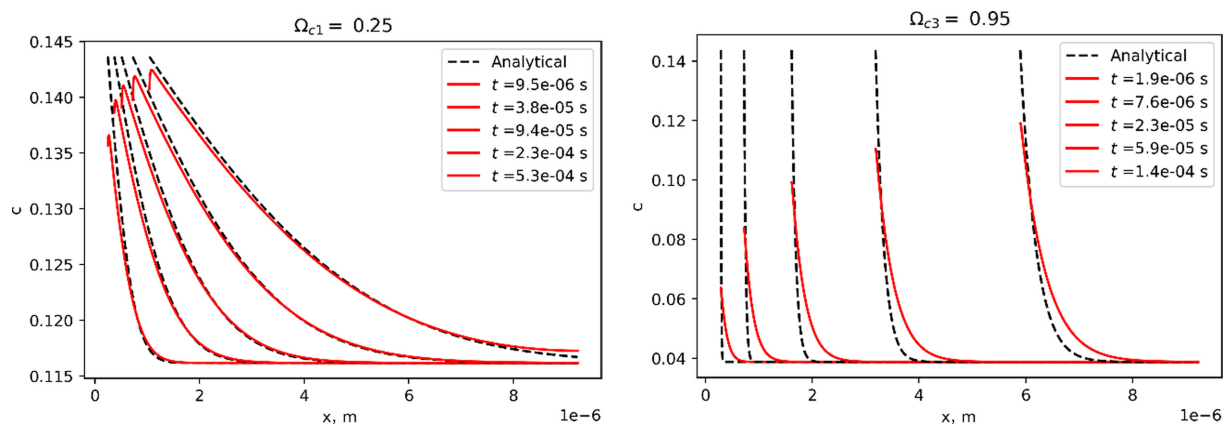 Ω_c1 = 0.25
0.145
0.140
0.135
0.130
0.125
0.120
0.115
c
Analytical
t =9.5e-06 s
t =3.8e-05 s
t =9.4e-05 s
t =2.3e-04 s
t =5.3e-04 s
0
2
4
6
8
1e-6
x, m
Ω_c3 = 0.95
0.14
0.12
0.10
0.08
0.06
0.04
c
Analytical
t =1.9e-06 s
t =7.6e-06 s
t =2.3e-05 s
t =5.9e-05 s
t =1.4e-04 s
0
2
4
6
8
1e-6
x, m